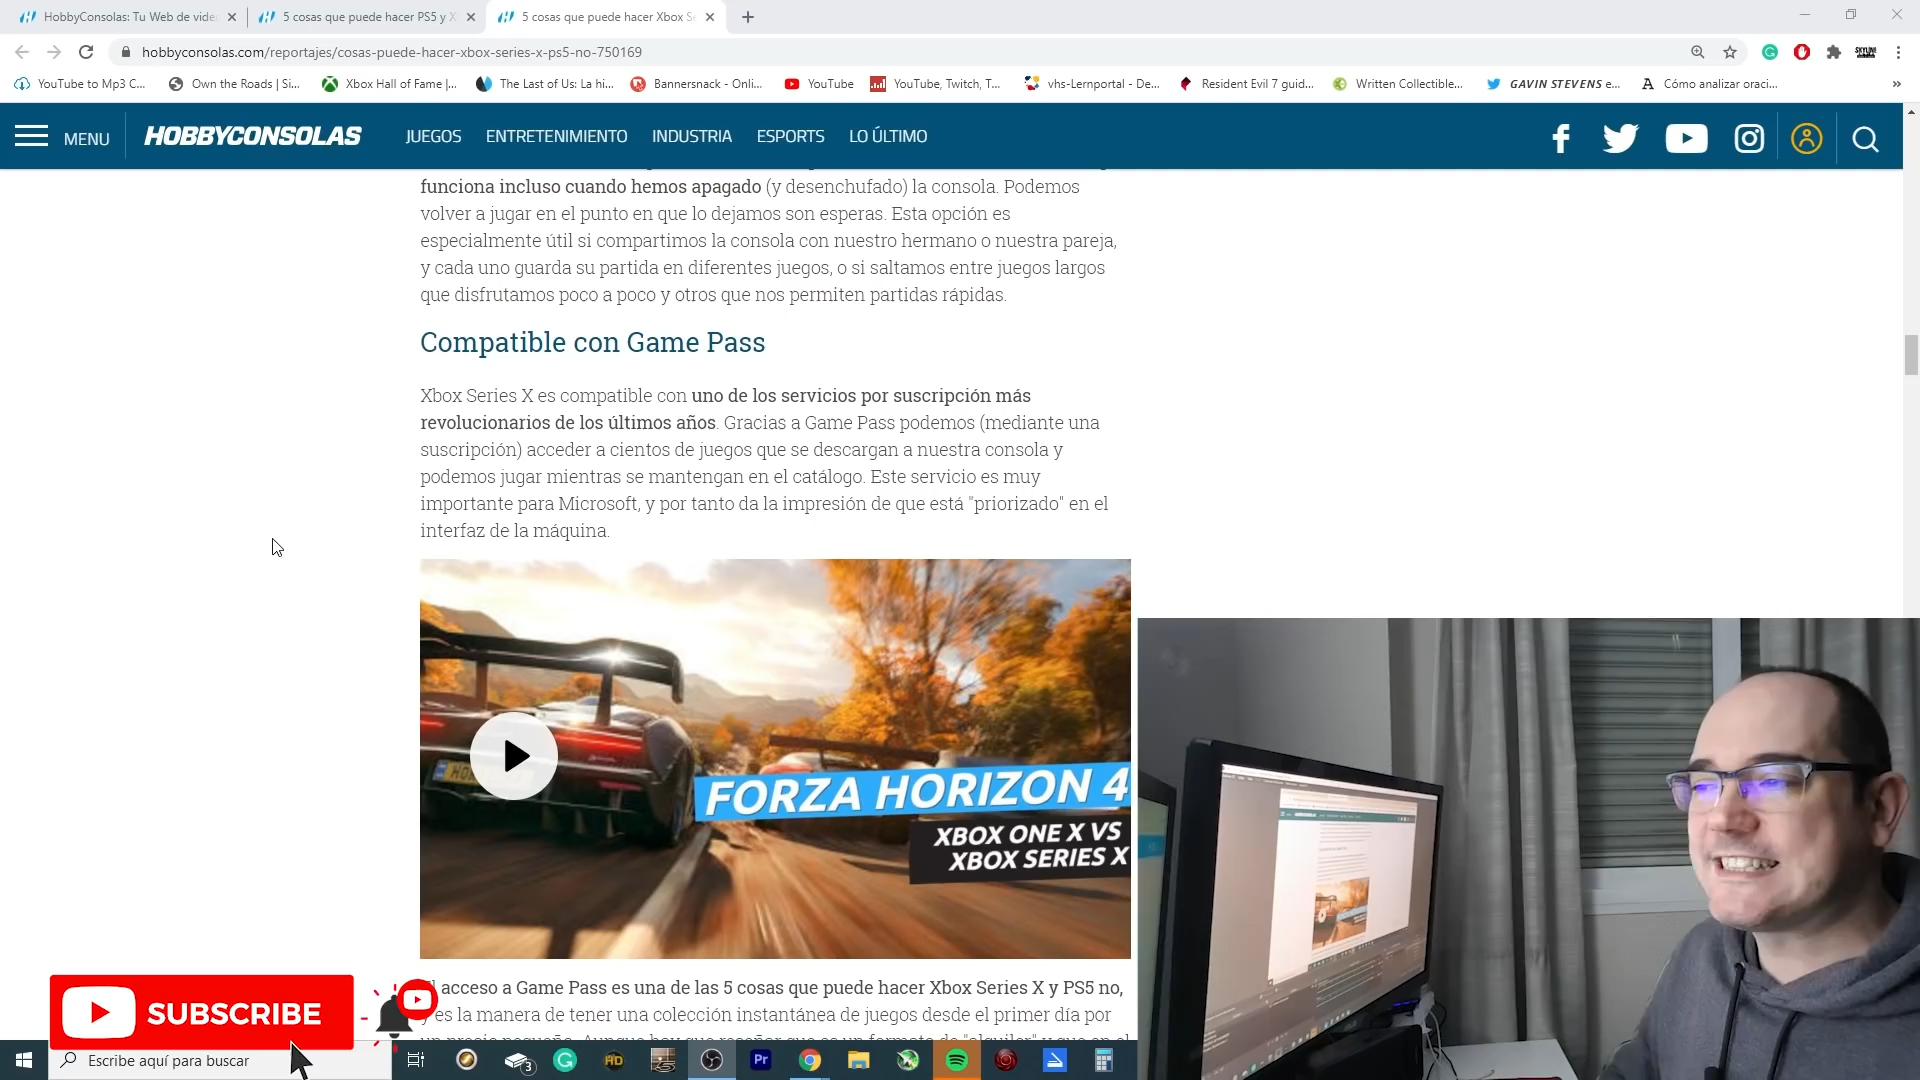 HobbyConsolas: Tu Web de vide
5 cosas que puede hacer PS5 y X
5 cosas que puede hacer Xbox Se
hobbyconsolas.com/reportajes/cosas-puede-hacer-xbox-series-x-ps5-no-750169
YouTube to Mp3 C...
Own the Roads | Si...
Xbox Hall of Fame |...
The Last of Us: La hi...
Bannersnack - Onli...
YouTube
YouTube, Twitch, T...
vhs-Lernportal - De...
Resident Evil 7 guid...
Written Collectible...
GAVIN STEVENS e...
Cómo analizar oraci...
MENU
HOBBYCONSOLAS
JUEGOS
ENTRETENIMIENTO
INDUSTRIA
ESPORTS
LO ÚLTIMO
funciona incluso cuando hemos apagado (y desenchufado) la consola. Podemos
volver a jugar en el punto en que lo dejamos son esperas. Esta opción es
especialmente útil si compartimos la consola con nuestro hermano o nuestra pareja,
y cada uno guarda su partida en diferentes juegos, o si saltamos entre juegos largos
que disfrutamos poco a poco y otros que nos permiten partidas rápidas.
Compatible con Game Pass
Xbox Series X es compatible con uno de los servicios por suscripción más
revolucionarios de los últimos años. Gracias a Game Pass podemos (mediante una
suscripción) acceder a cientos de juegos que se descargan a nuestra consola y
podemos jugar mientras se mantengan en el catálogo. Este servicio es muy
importante para Microsoft, y por tanto da la impresión de que está "priorizado" en el
interfaz de la máquina.
FORZA HORIZON 4
XBOX ONE X VS
XBOX SERIES X
acceso a Game Pass es una de las 5 cosas que puede hacer Xbox Series X y PS5 no,
y es la manera de tener una colección instantánea de juegos desde el primer día por
SUBSCRIBE
Escribe aquí para buscar
3
Pr